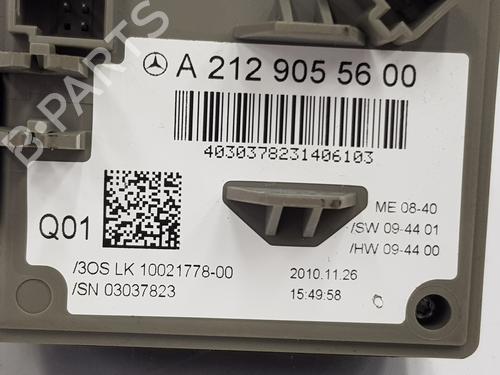 B-PARTS
A 212 905 56 00
4030378231406103
Q01
ME 08-40
/SW 09-44 01
/HW 09-44 00
/3OS LK 10021778-00
2010.11.26
/SN 03037823
15:49:58